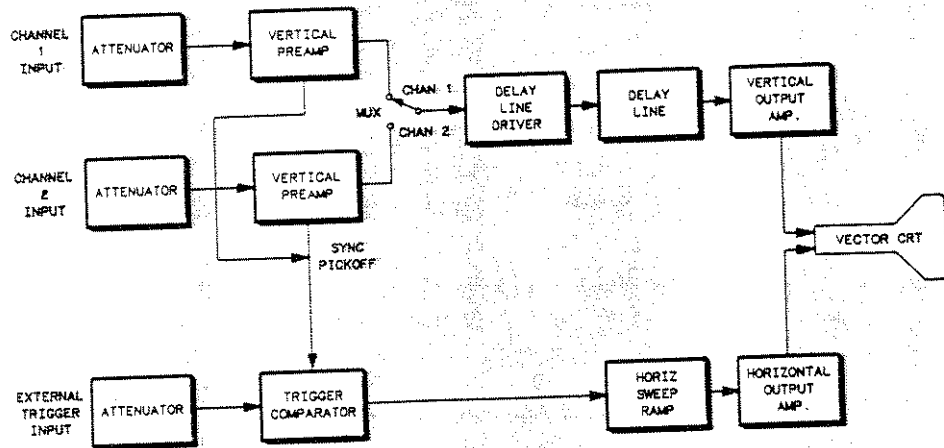 CHANNEL
1
INPUT
ATTENUATOR
VERTICAL
PREAMP
MUX
CHAN 1
CHAN 2
DELAY
LINE
DRIVER
DELAY
LINE
VERTICAL
OUTPUT
AMP.
CHANNEL
2
INPUT
ATTENUATOR
VERTICAL
PREAMP
SYNC
PICKOFF
VECTOR CRT
EXTERNAL
TRIGGER
INPUT
ATTENUATOR
TRIGGER
COMPARATOR
HORIZ
SWEEP
RAMP
HORIZONTAL
OUTPUT
AMP.